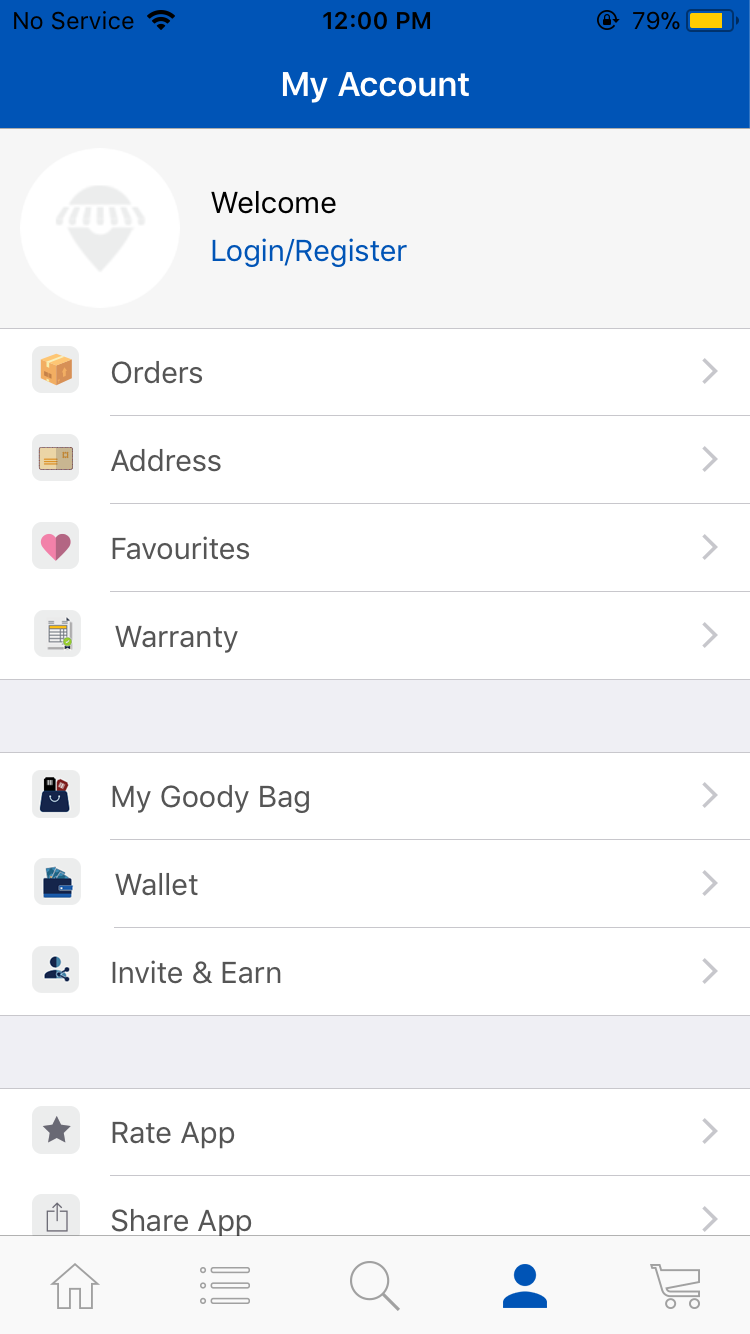 No Service 12:00 PM 79%
My Account
Welcome
Login/Register
Orders
Address
Favourites
Warranty
My Goody Bag
Wallet
Invite & Earn
Rate App
Share App